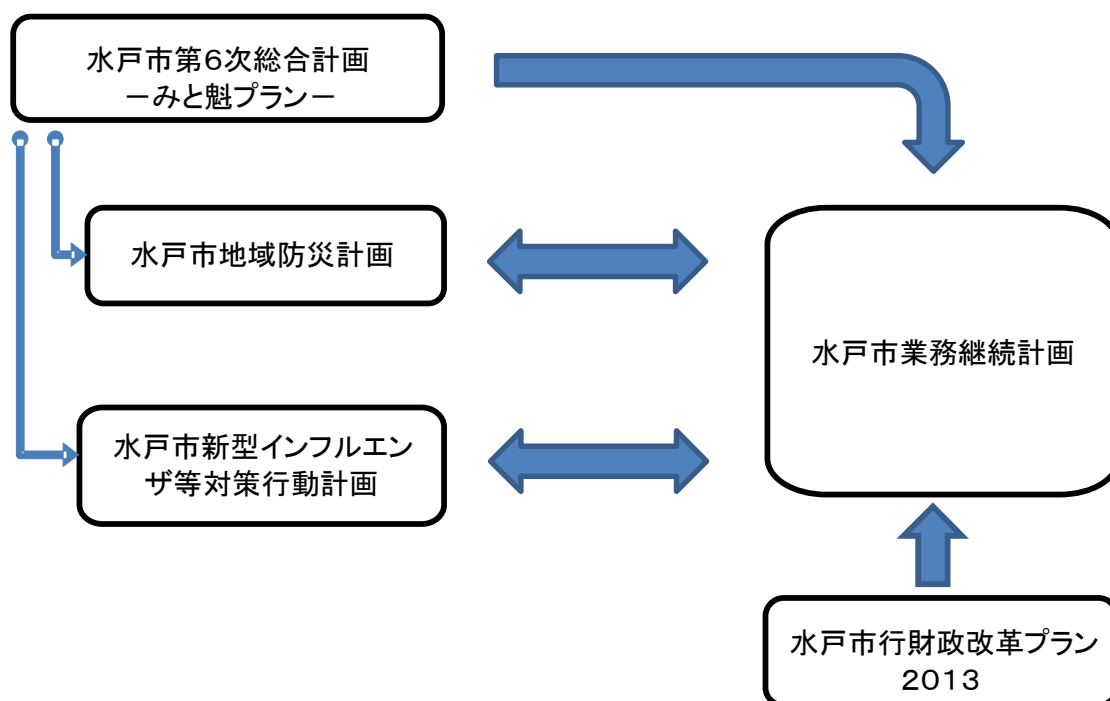 水戸市第６次総合計画
－みと魁プラン－
水戸市地域防災計画
水戸市業務継続計画
水戸市新型インフルエン
ザ等対策行動計画
水戸市行財政改革プラン
２０１３